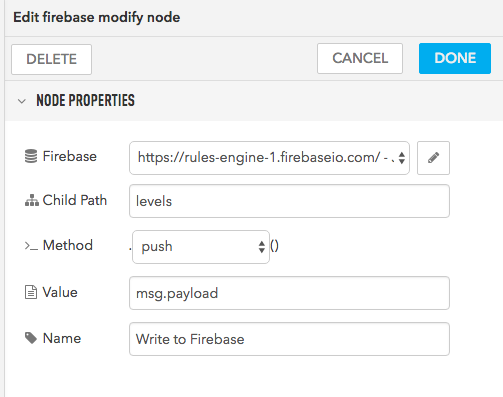 Edit firebase modify node
DELETE CANCEL DONE
NODE PROPERTIES
Firebase https://rules-engine-1.firebaseio.com/ - .
Child Path levels
Method . push ()
Value msg.payload
Name Write to Firebase